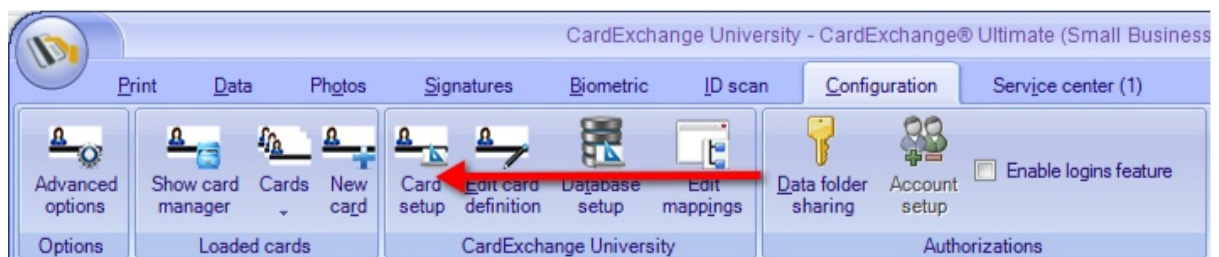 CardExchange University - CardExchange® Ultimate (Small Business
Print Data Photos Signatures Biometric ID scan Configuration Service center (1)
Advanced Show card Cards New Card Edit card Database Edit Data folder Account Enable logins feature
options manager card setup definition setup mappings sharing setup
Options Loaded cards CardExchange University Authorizations